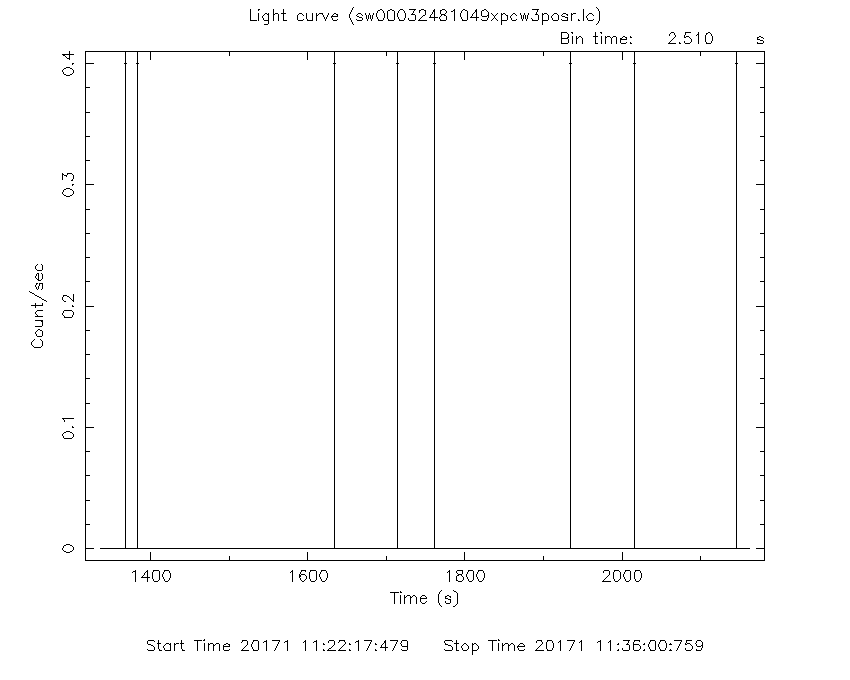 Light curve (sw00032481049xpcw3posr.lc)
Bin time: 2.510 s
0.4
0.3
0.2
0.1
0
Count/sec
1400 1600 1800 2000
Time (s)
Start Time 20171 11:22:17:479 Stop Time 20171 11:36:00:759